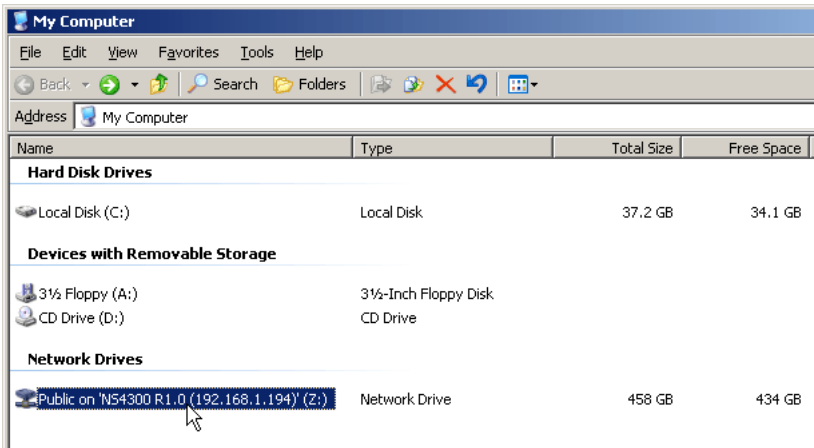 My Computer
File Edit View Favorites Tools Help
Back Search Folders
Address My Computer
Name Type Total Size Free Space
Hard Disk Drives
Local Disk (C:) Local Disk 37.2 GB 34.1 GB
Devices with Removable Storage
3½ Floppy (A:) 3½-Inch Floppy Disk
CD Drive (D:) CD Drive
Network Drives
Public on 'NS4300 R1.0 (192.168.1.194)' (Z:) Network Drive 458 GB 434 GB